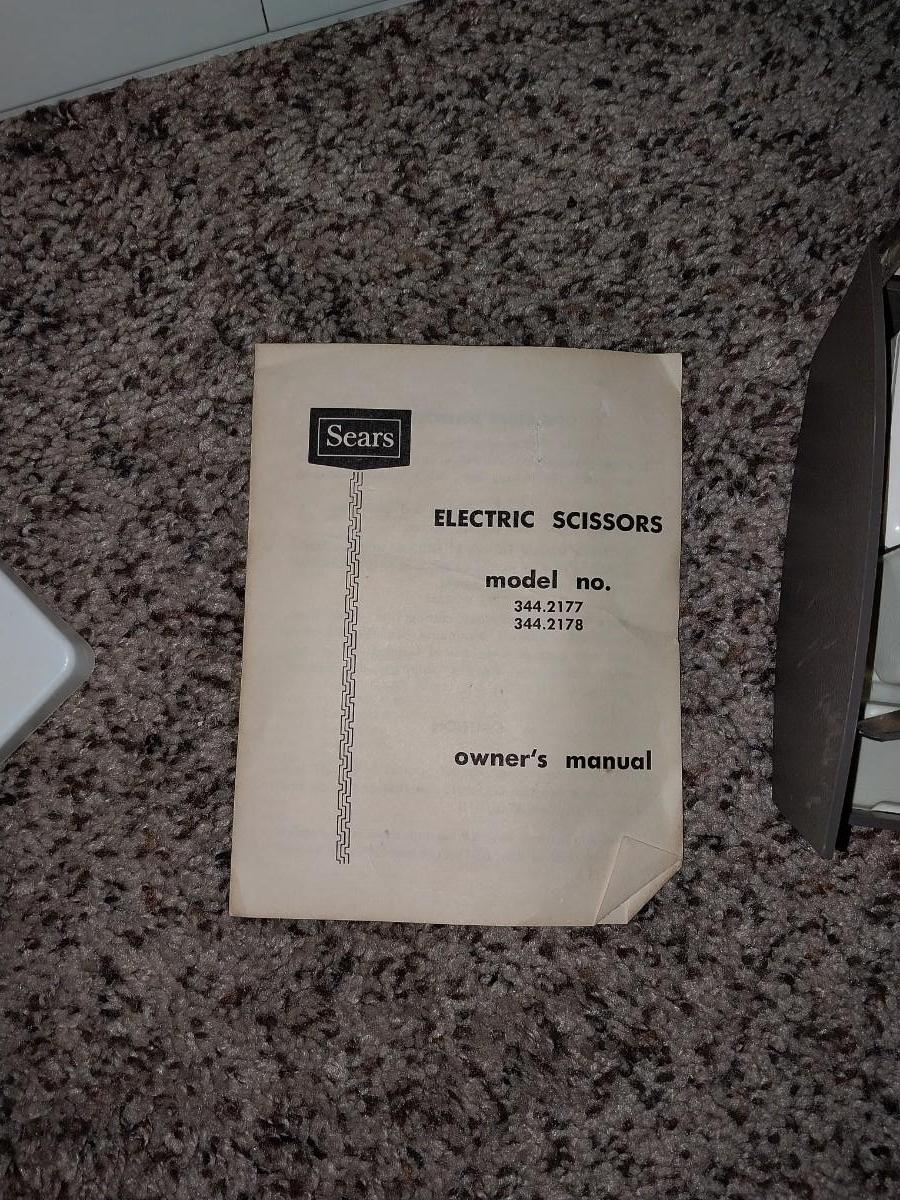 Sears
ELECTRIC SCISSORS
model no.
344.2177
344.2178
owner's manual